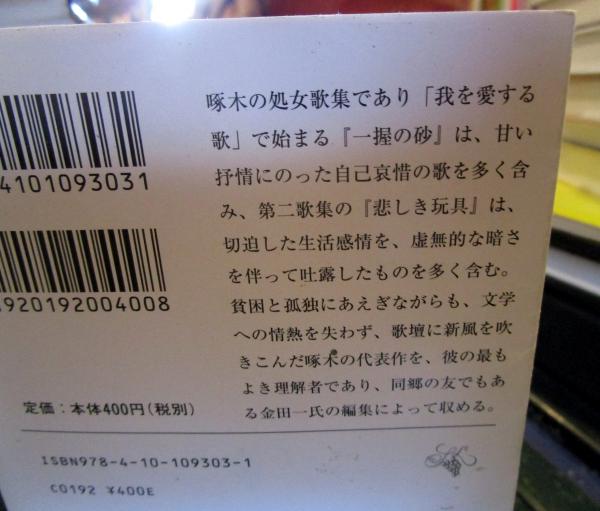 啄木の処女歌集であり「我を愛する
歌」で始まる『一握の砂』は、甘い
抒情にのった自己哀惜の歌を多く含
み、第二歌集の『悲しき玩具』は、
切迫した生活感情を、虚無的な暗さ
を伴って吐露したものを多く含む。
貧困と孤独にあえぎながらも、文学
への情熱を失わず、歌壇に新風を吹
きこんだ啄木の代表作を、彼の最も
よき理解者であり、同郷の友でもあ
る金田一氏の編集によって収める。
4101093031
920192004008
定価：本体400円（税別）
ISBN978-4-10-109303-1
C0192 ¥400E